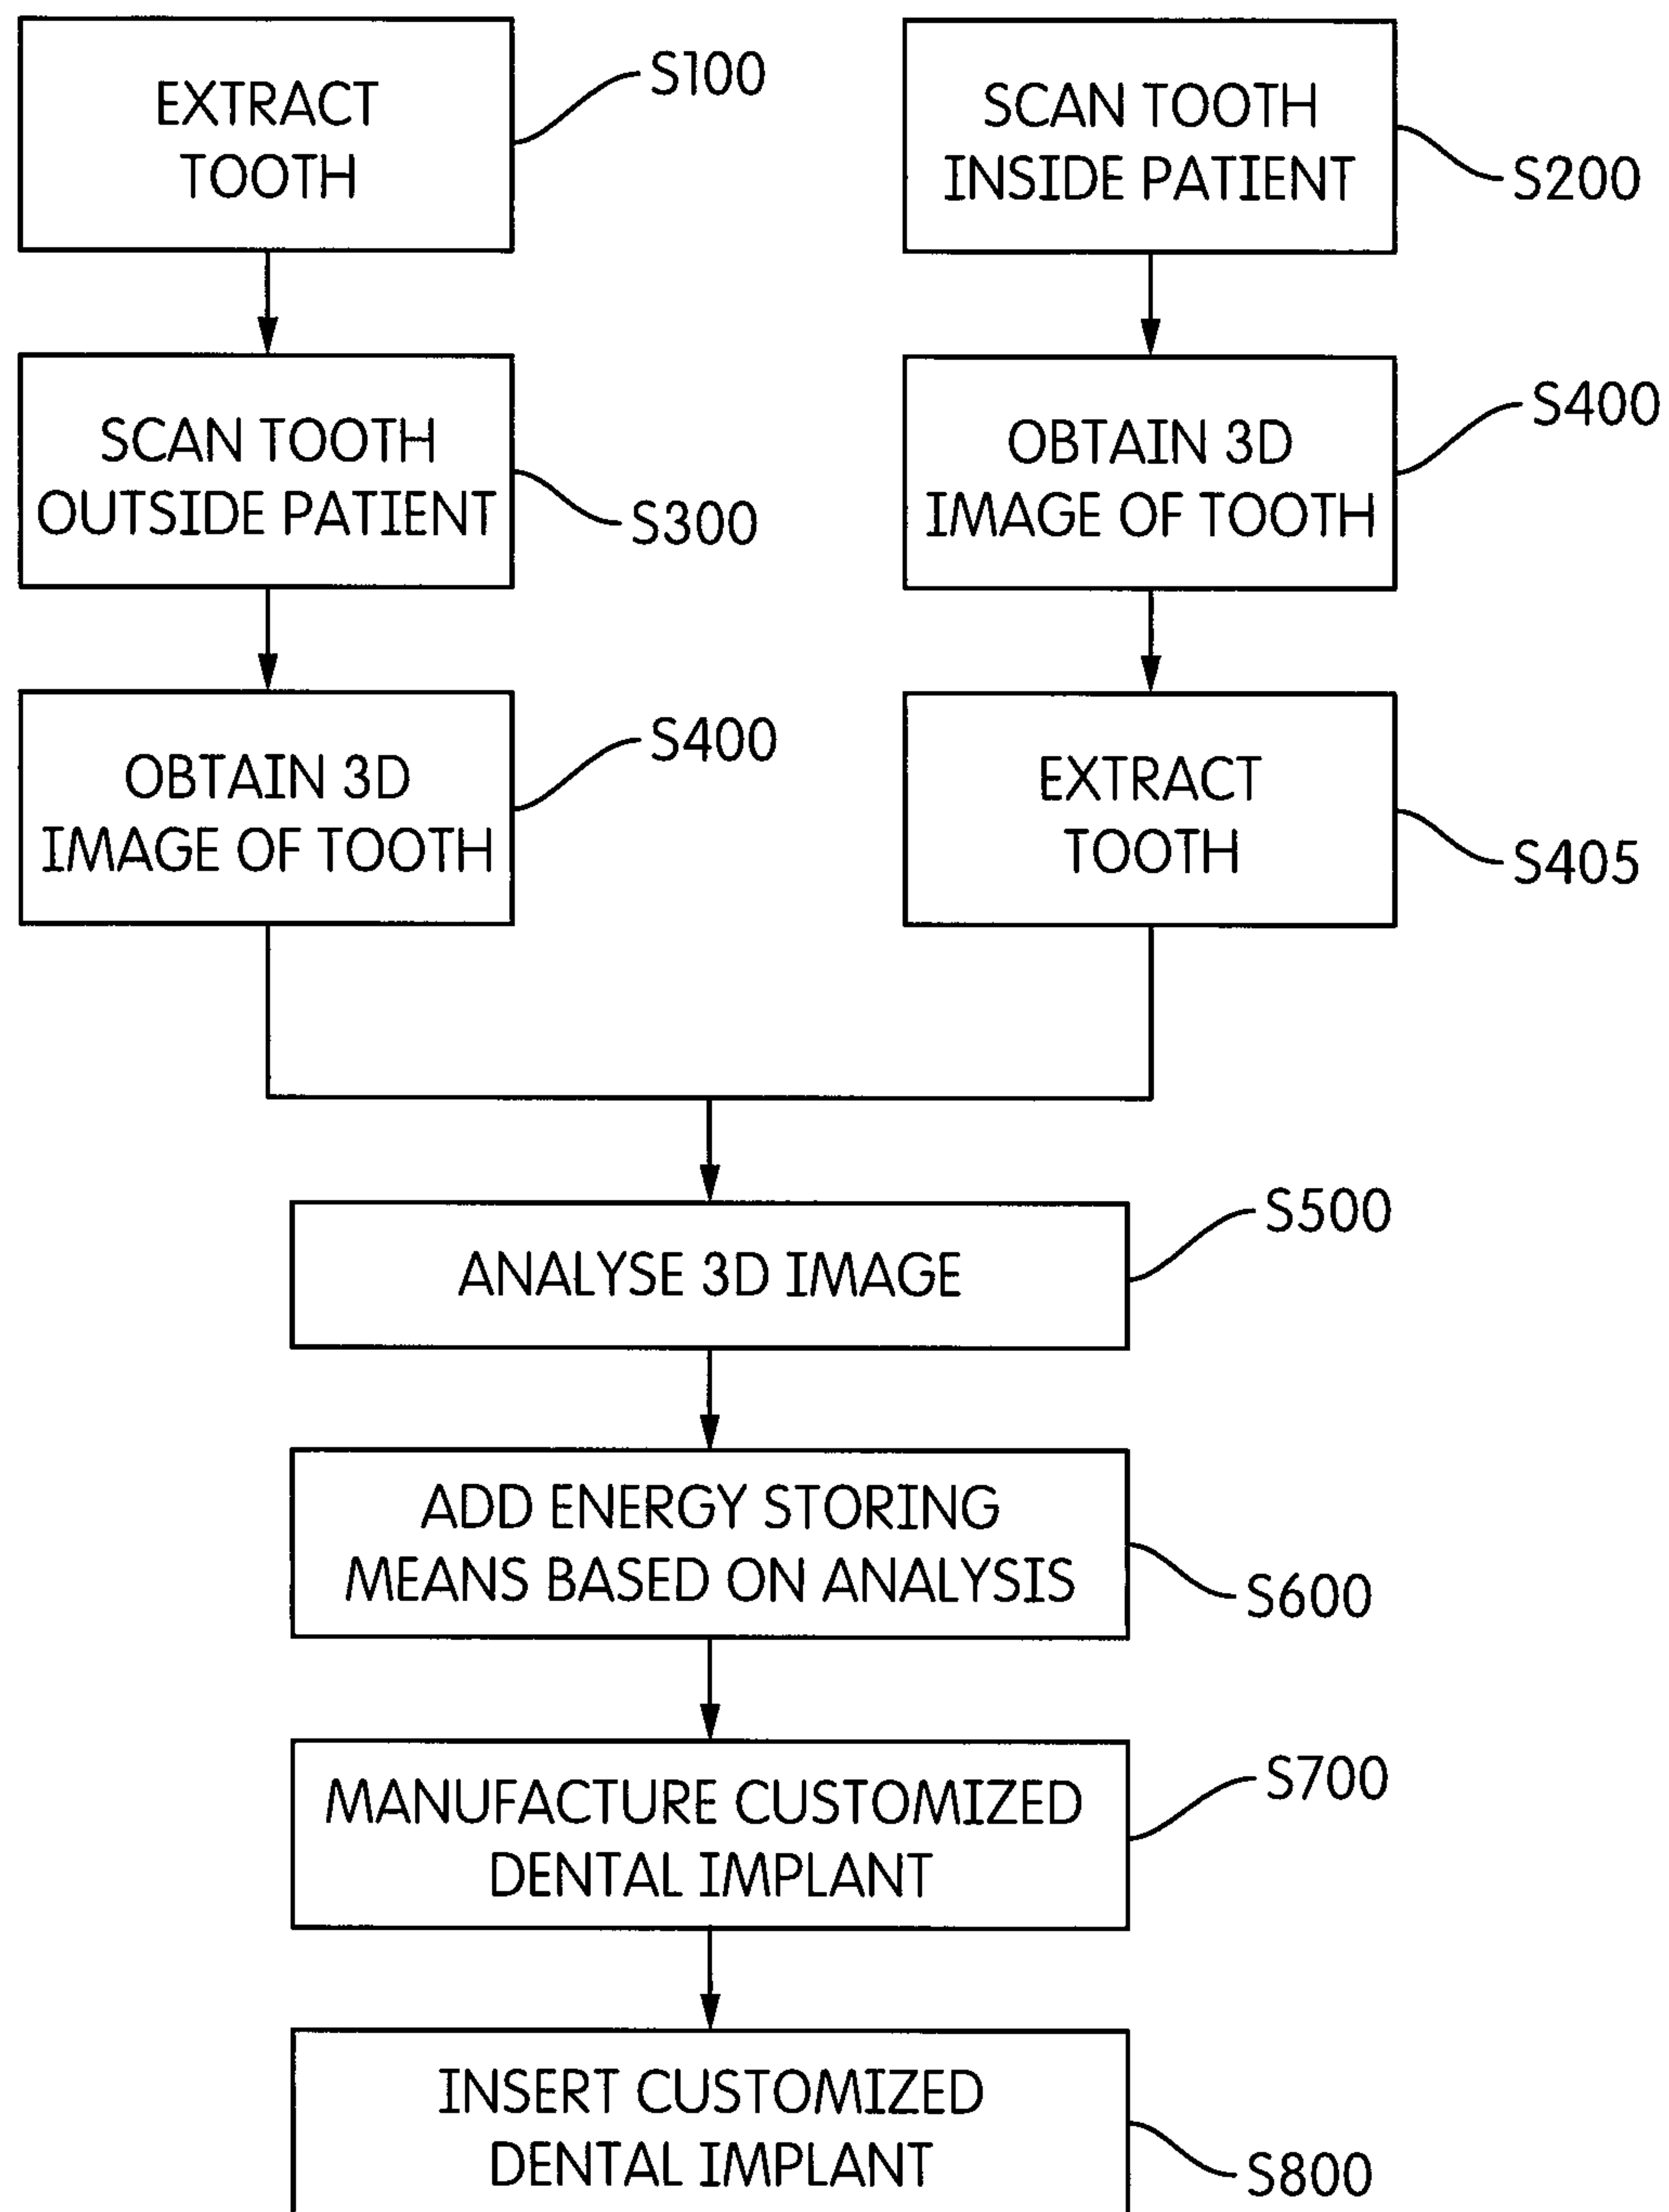 EXTRACT
TOOTH
S100
SCAN TOOTH
INSIDE PATIENT
S200
SCAN TOOTH
OUTSIDE PATIENT
S300
OBTAIN 3D
IMAGE OF TOOTH
S400
OBTAIN 3D
IMAGE OF TOOTH
S400
EXTRACT
TOOTH
S405
ANALYSE 3D IMAGE
S500
ADD ENERGY STORING
MEANS BASED ON ANALYSIS
S600
MANUFACTURE CUSTOMIZED
DENTAL IMPLANT
S700
INSERT CUSTOMIZED
DENTAL IMPLANT
S800